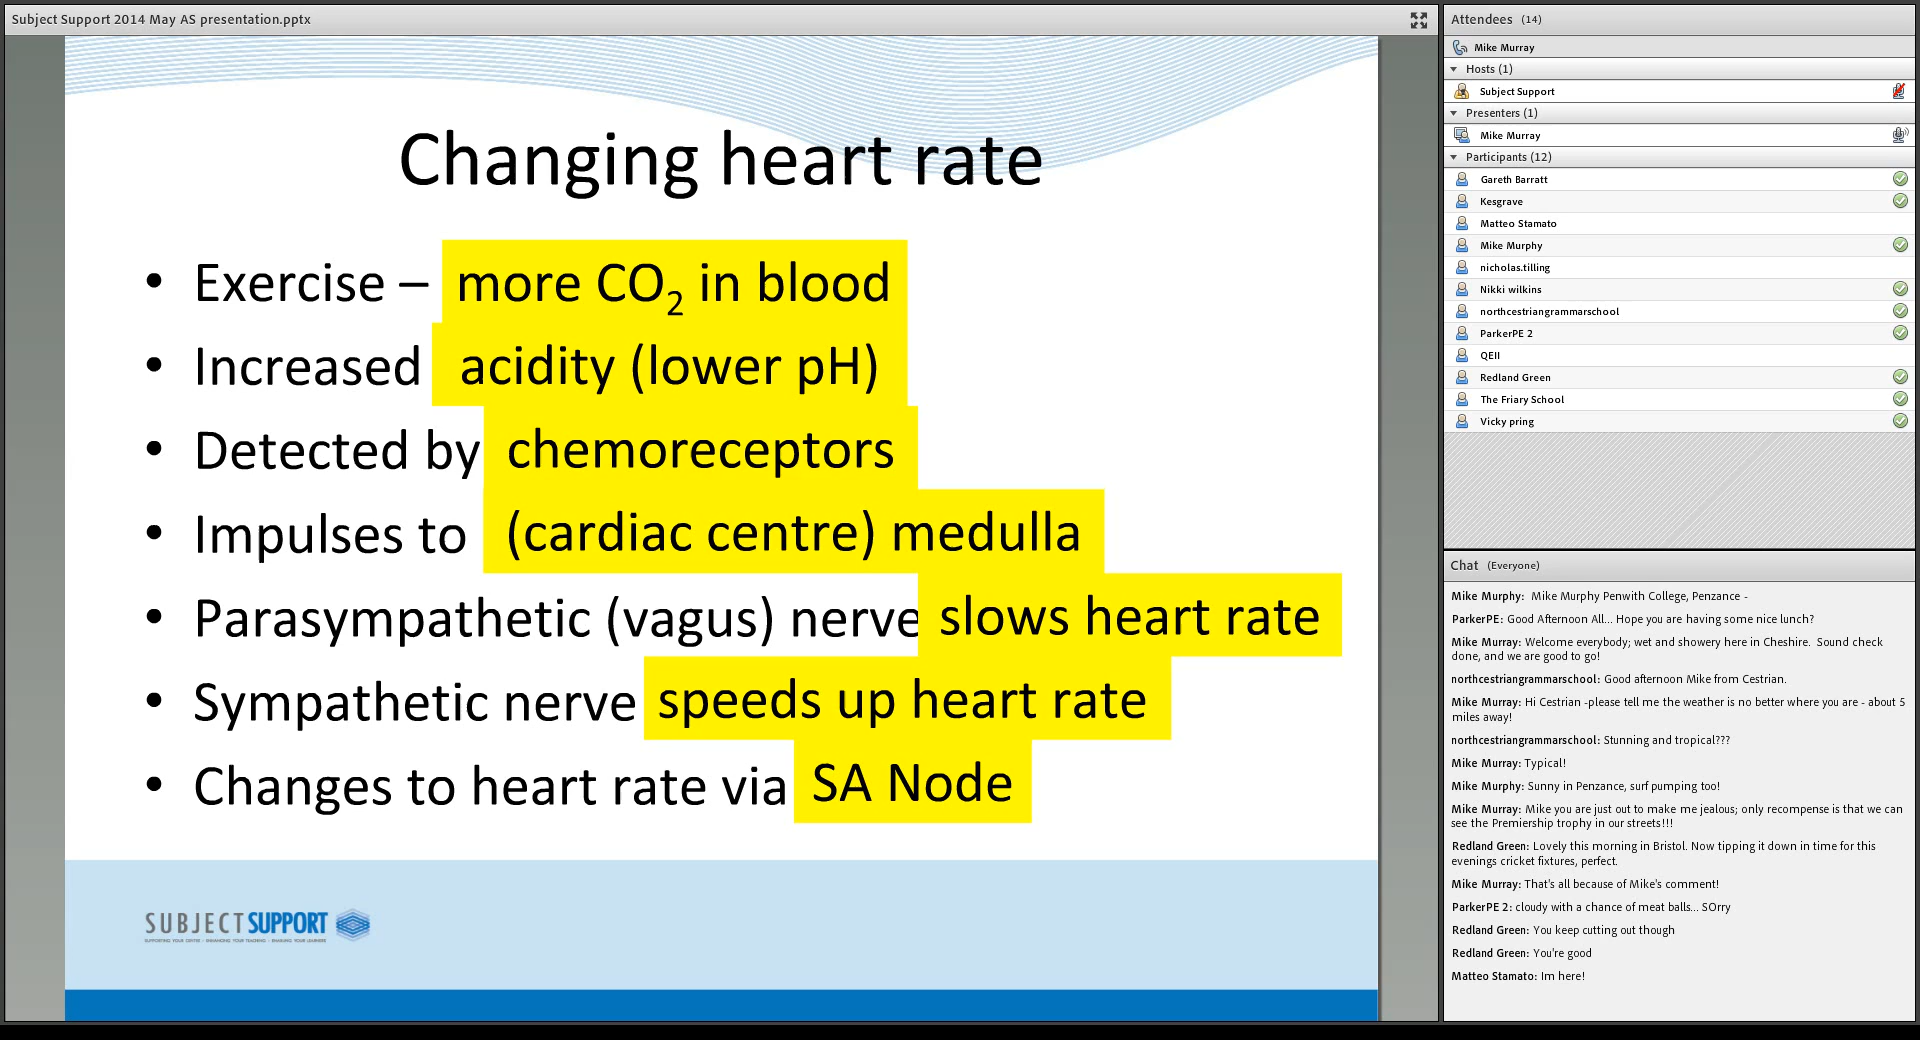 Subject Support 2014 May AS presentation.pptx
Changing heart rate
• Exercise – more CO₂ in blood
• Increased acidity (lower pH)
• Detected by chemoreceptors
• Impulses to (cardiac centre) medulla
• Parasympathetic (vagus) nerve slows heart rate
• Sympathetic nerve speeds up heart rate
• Changes to heart rate via SA Node
SUBJECTSUPPORT
SUPPORTING YOUR CENTRE - ENHANCING YOUR TEACHING - ENGAGING YOUR LEARNERS
Attendees (14)
Mike Murray
Hosts (1)
Subject Support
Presenters (1)
Mike Murray
Participants (12)
Gareth Barratt
Kesgrave
Matteo Stamato
Mike Murphy
nicholas.tilling
Nikki wilkins
northcestriangrammarschool
ParkerPE 2
QEII
Redland Green
The Friary School
Vicky pring
Chat (Everyone)
Mike Murphy: Mike Murphy Penwith College, Penzance -
ParkerPE: Good Afternoon All... Hope you are having some nice lunch?
Mike Murray: Welcome everybody; wet and showery here in Cheshire. Sound check
done, and we are good to go!
northcestriangrammarschool: Good afternoon Mike from Cestrian.
Mike Murray: Hi Cestrian -please tell me the weather is no better where you are - about 5
miles away!
northcestriangrammarschool: Stunning and tropical???
Mike Murray: Typical!
Mike Murphy: Sunny in Penzance, surf pumping too!
Mike Murray: Mike you are just out to make me jealous; only recompense is that we can
see the Premiership trophy in our streets!!!
Redland Green: Lovely this morning in Bristol. Now tipping it down in time for this
evenings cricket fixtures, perfect.
Mike Murray: That's all because of Mike's comment!
ParkerPE 2: cloudy with a chance of meat balls... SOrry
Redland Green: You keep cutting out though
Redland Green: You're good
Matteo Stamato: Im here!